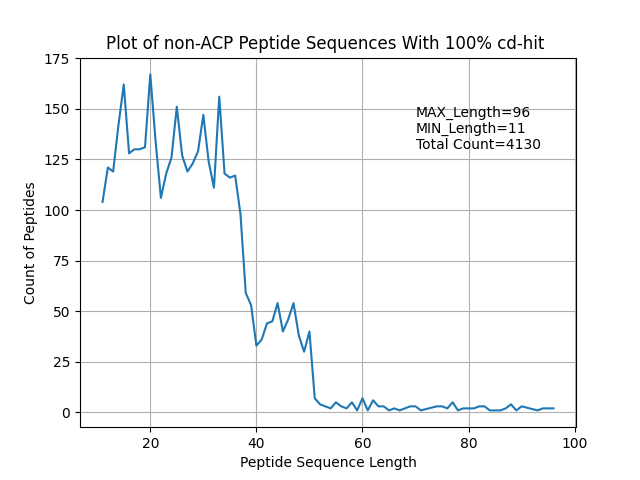 Plot of non-ACP Peptide Sequences With 100% cd-hit
175
150
125
100
75
50
25
0
Count of Peptides
MAX_Length=96
MIN_Length=11
Total Count=4130
20 40 60 80 100
Peptide Sequence Length